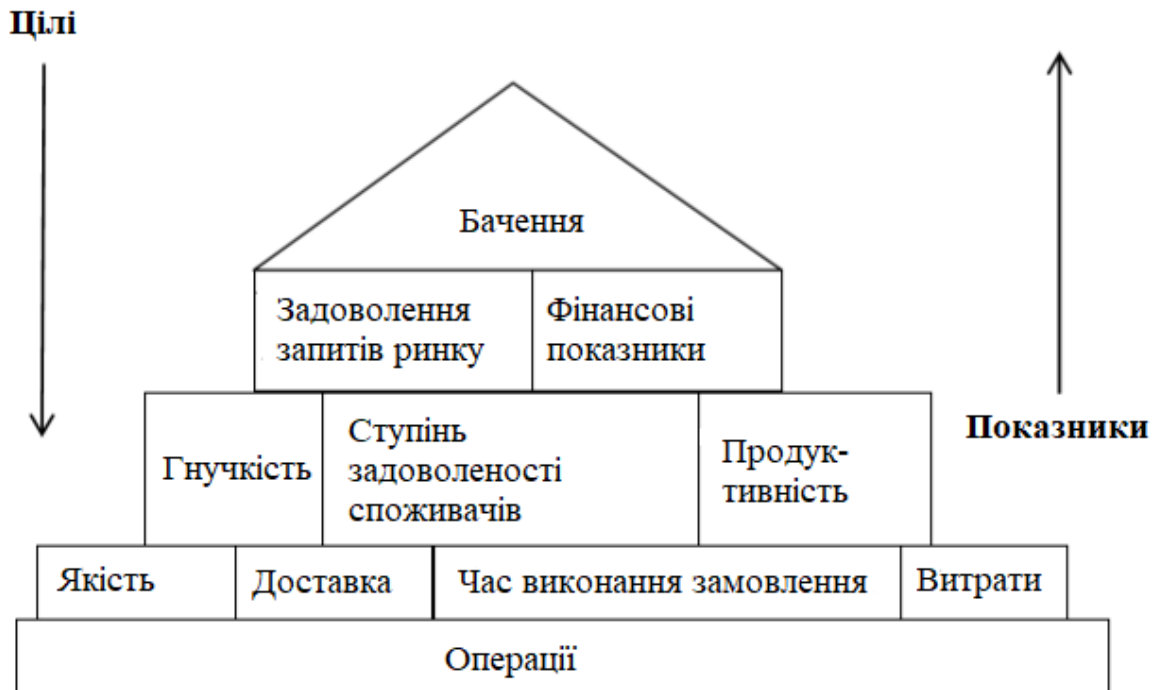 Цілі
Бачення
Задоволення
запитів ринку
Фінансові
показники
Показники
Гнучкість
Ступінь
задоволеності
споживачів
Продук-
тивність
Якість
Доставка
Час виконання замовлення
Витрати
Операції